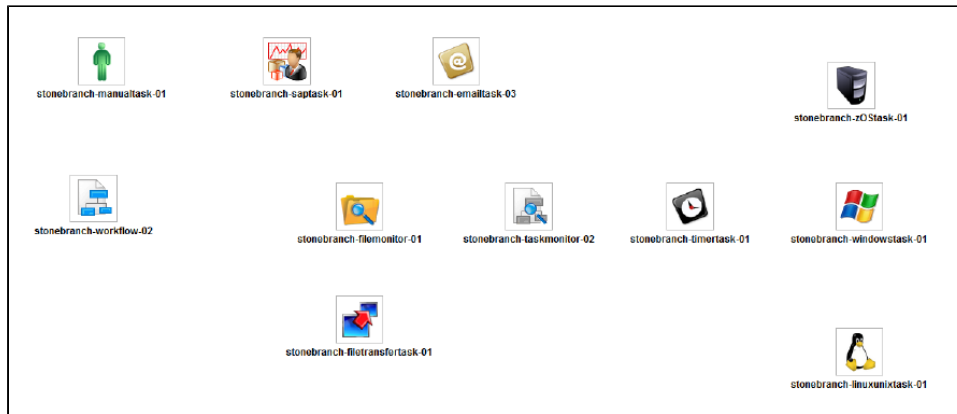 stonebranch-manualtask-01
stonebranch-saptask-01
stonebranch-emailtask-03
stonebranch-zOStask-01
stonebranch-workflow-02
stonebranch-filemonitor-01
stonebranch-taskmonitor-02
stonebranch-timertask-01
stonebranch-windowstask-01
stonebranch-filetransfertask-01
stonebranch-linuxunixtask-01